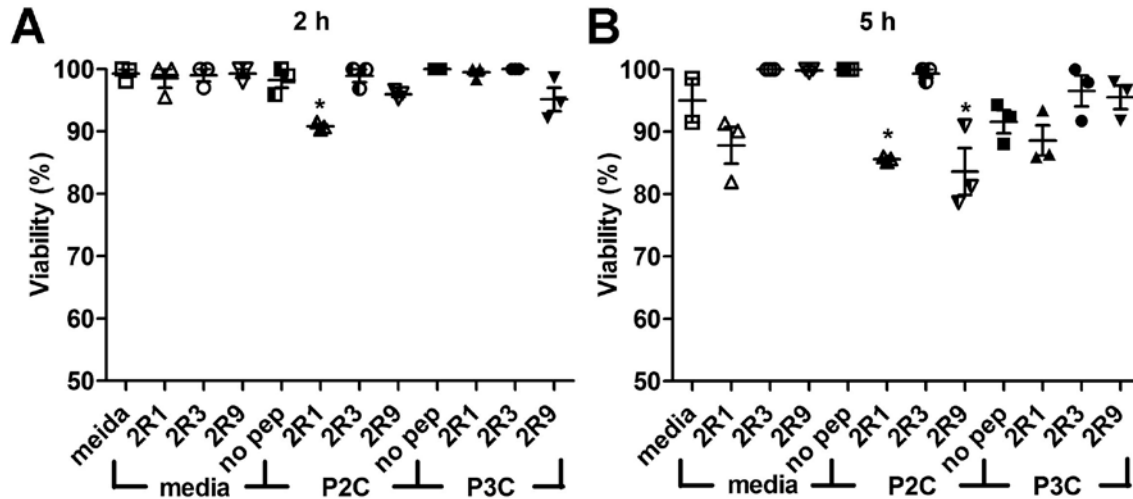 A
2 h
Viability (%)
100
90
80
70
60
50
*
meida
2R1
2R3
2R9
no pep
2R1
2R3
2R9
no pep
2R1
2R3
2R9
media
P2C
P3C
B
5 h
Viability (%)
100
90
80
70
60
50
*
*
media
2R1
2R3
2R9
no pep
2R1
2R3
2R9
no pep
2R1
2R3
2R9
media
P2C
P3C